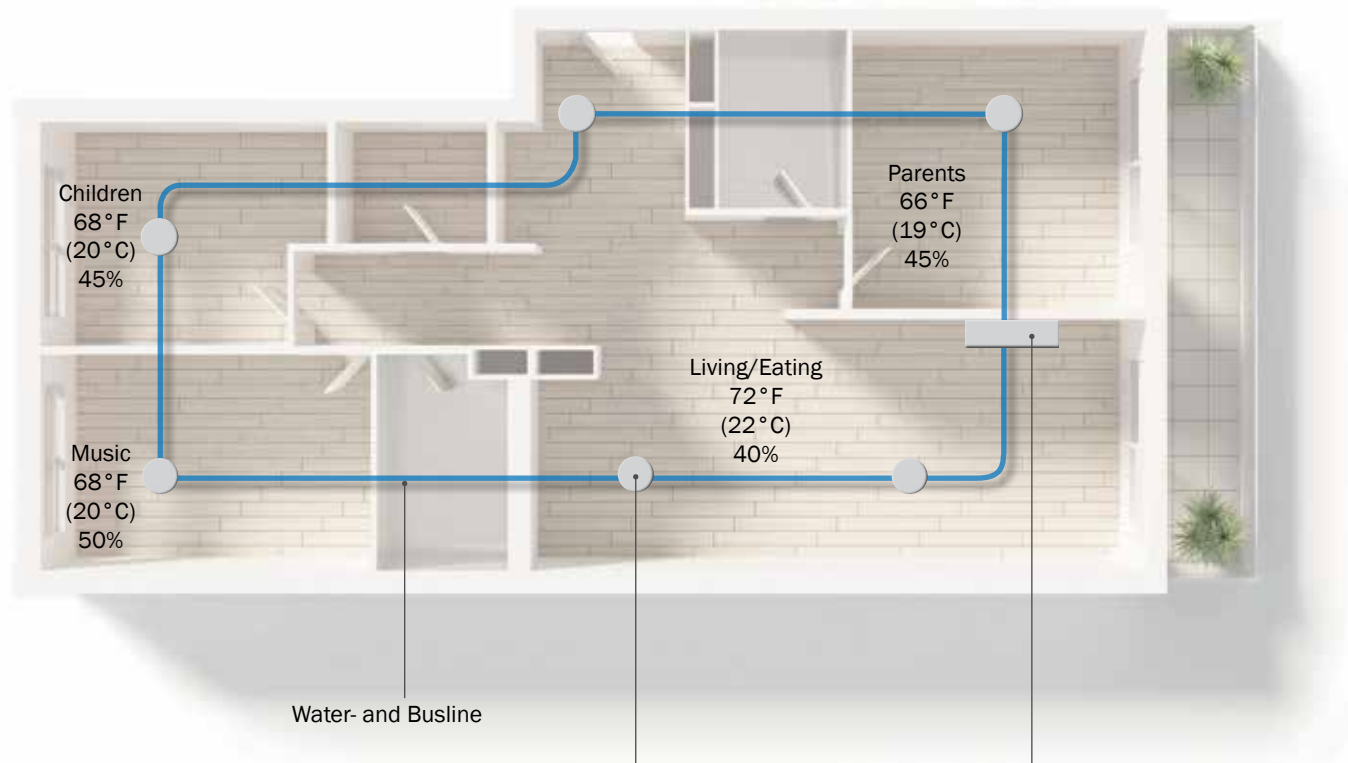 Children
68°F
(20°C)
45%
Parents
66°F
(19°C)
45%
Living/Eating
72°F
(22°C)
40%
Music
68°F
(20°C)
50%
Water- and Busline